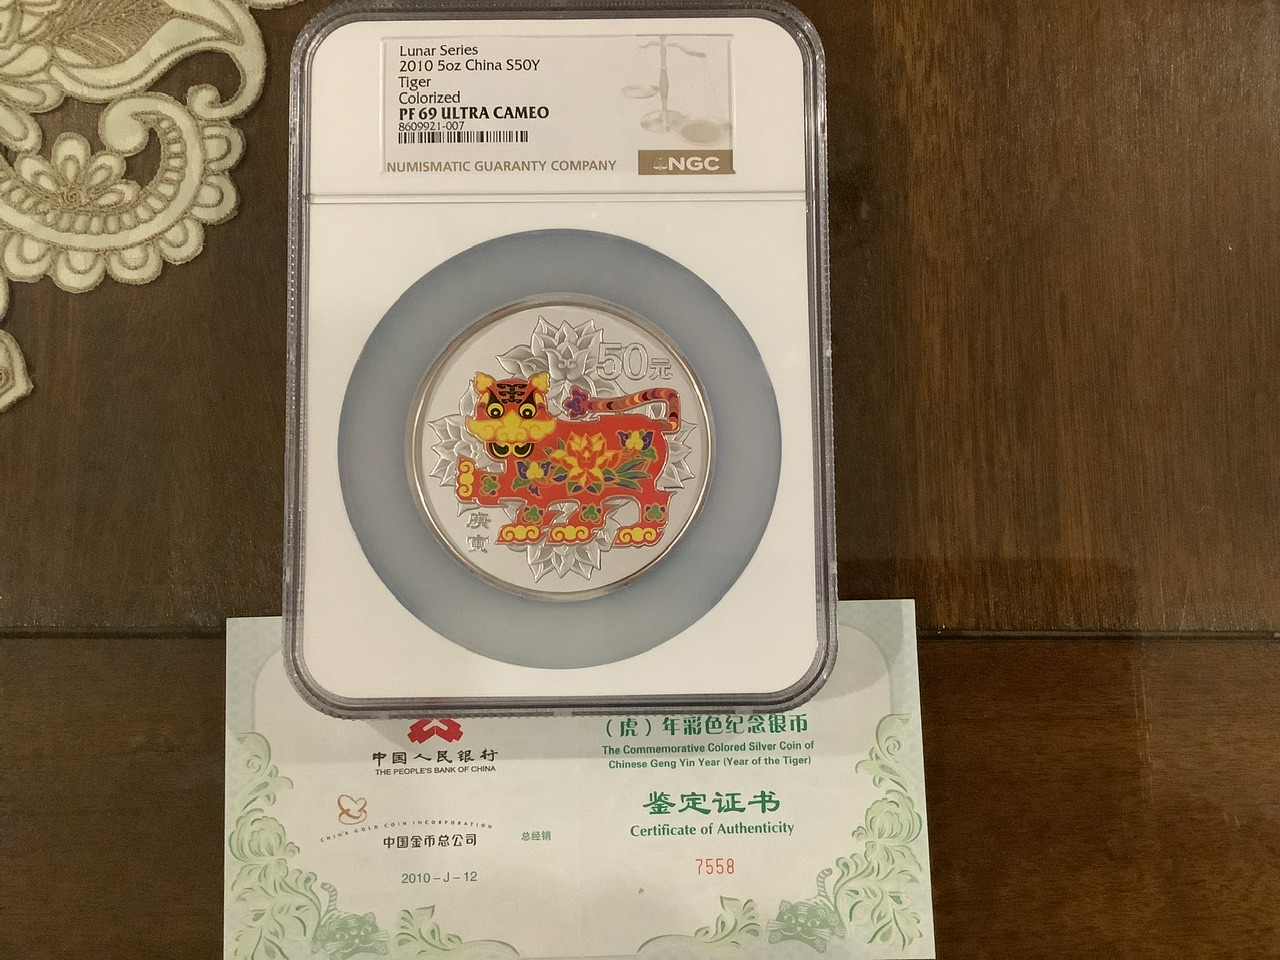 Lunar Series
2010 5oz China S50Y
Tiger
Colorized
PF 69 ULTRA CAMEO
8609921-007
NUMISMATIC GUARANTY COMPANY
NGC
50元
庚
寅
中国人民银行
THE PEOPLE'S BANK OF CHINA
CHINA GOLD COIN INCORPORATION
中国金币总公司
总经销
2010-J-12
(虎)年彩色纪念银币
The Commemorative Colored Silver Coin of
Chinese Geng Yin Year (Year of the Tiger)
鉴定证书
Certificate of Authenticity
7558